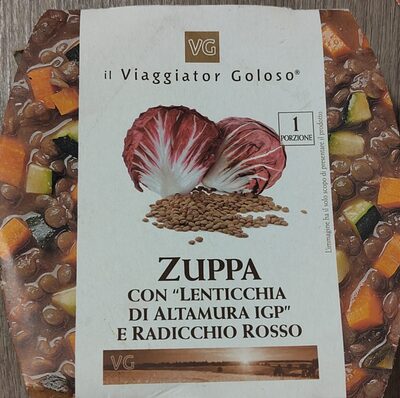 VG
il Viaggiator Goloso®
1
PORZIONE
L'immagine ha il solo scopo di presentare il prodotto
ZUPPA
CON "LENTICCHIA
DI ALTAMURA IGP"
E RADICCHIO ROSSO
VG